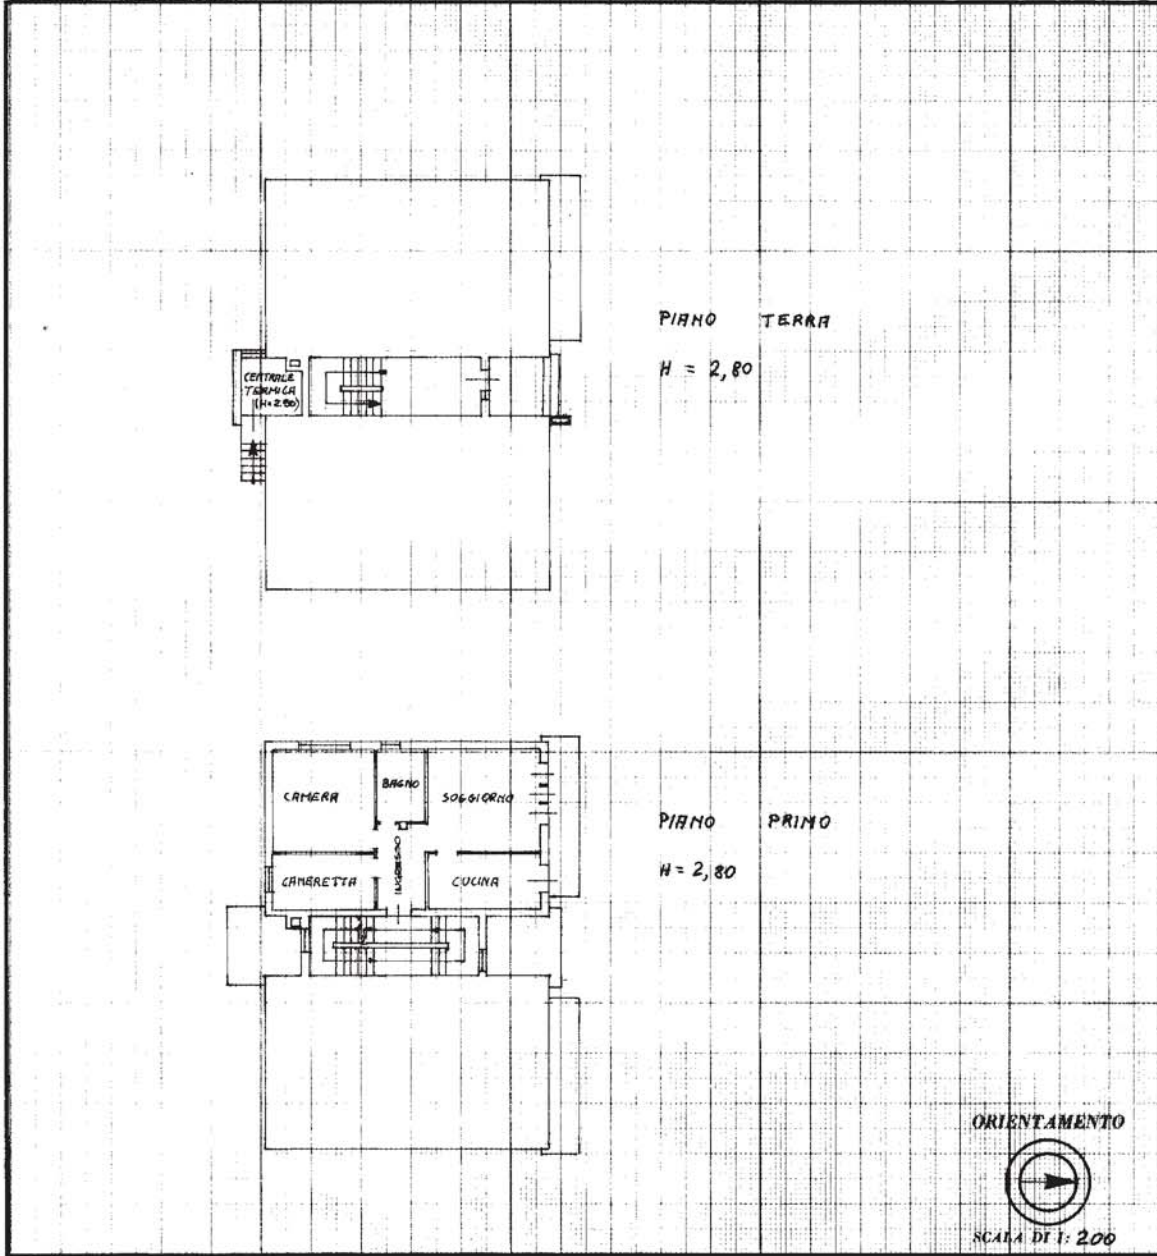 PIANO TERRA
H = 2,80
CENTRALE
TERMICA
(H=2.80)
CAMERA
BAGNO
SOGGIORNO
INGRESSO
CAMERETTA
CUCINA
PIANO PRIMO
H = 2,80
ORIENTAMENTO
SCALA DI 1: 200